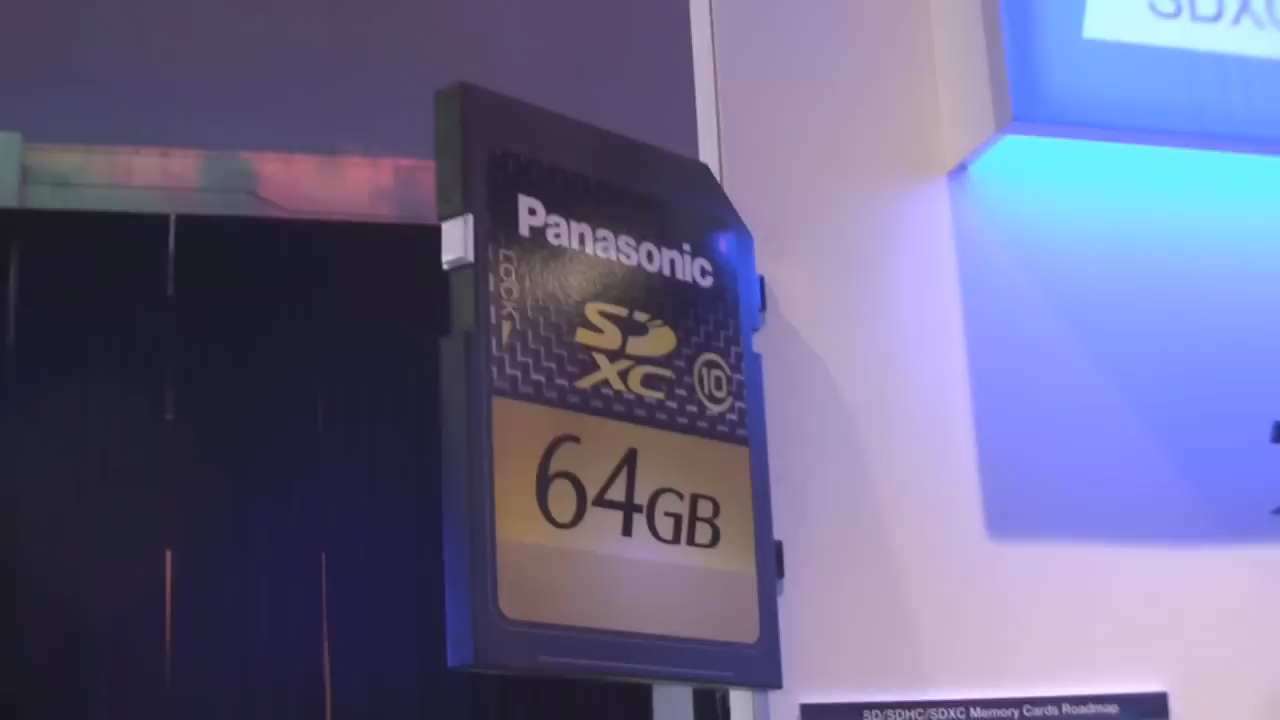 SDXC
Panasonic
LOCK
SD
XC
10
64GB
SD/SDHC/SDXC Memory Cards Roadmap